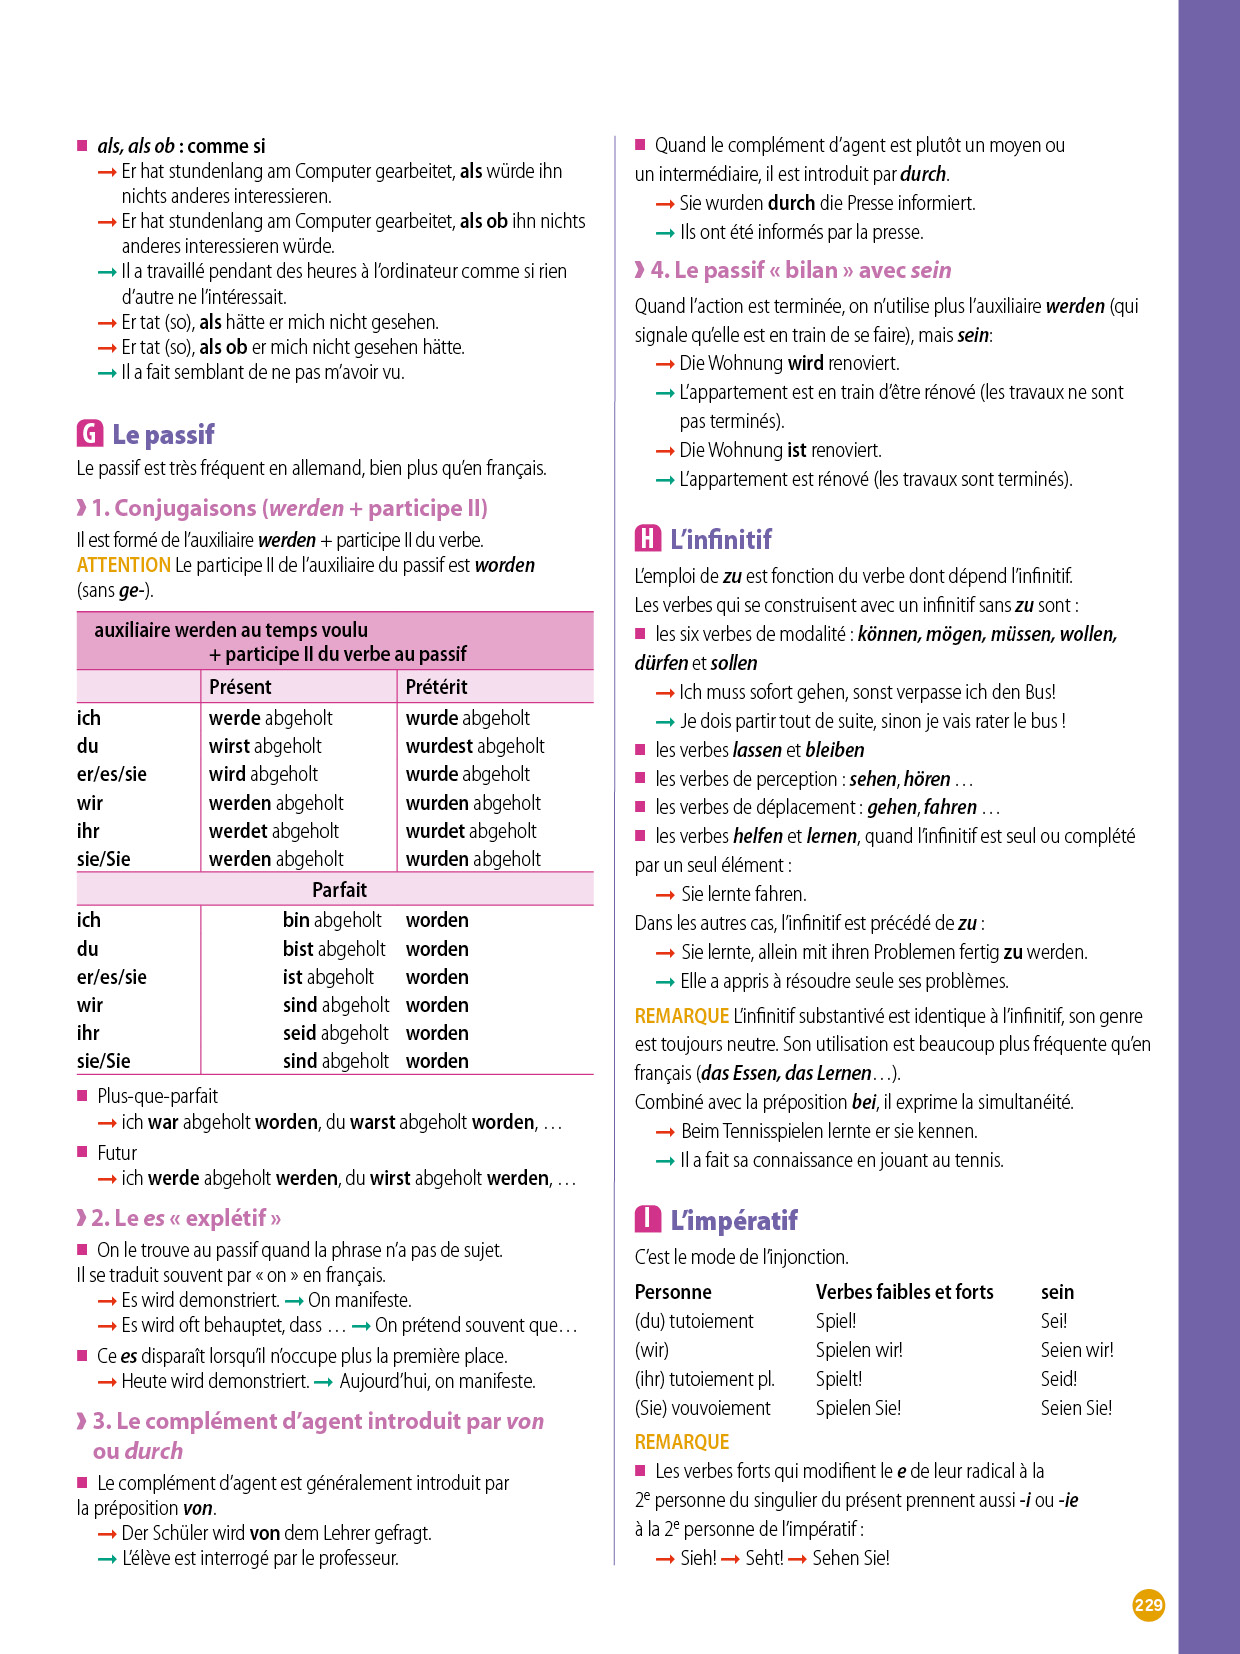 ■ als, als ob : comme si
→ Er hat stundenlang am Computer gearbeitet, als würde ihn
nichts anderes interessieren.
→ Er hat stundenlang am Computer gearbeitet, als ob ihn nichts
anderes interessieren würde.
→ Il a travaillé pendant des heures à l’ordinateur comme si rien
d’autre ne l’intéressait.
→ Er tat (so), als hätte er mich nicht gesehen.
→ Er tat (so), als ob er mich nicht gesehen hätte.
→ Il a fait semblant de ne pas m’avoir vu.
G Le passif
Le passif est très fréquent en allemand, bien plus qu’en français.
1. Conjugaisons (werden + participe II)
Il est formé de l’auxiliaire werden + participe II du verbe.
ATTENTION Le participe II de l’auxiliaire du passif est worden
(sans ge-).
auxiliaire werden au temps voulu
+ participe II du verbe au passif
Présent Prétérit
ich werde abgeholt wurde abgeholt
du wirst abgeholt wurdest abgeholt
er/es/sie wird abgeholt wurde abgeholt
wir werden abgeholt wurden abgeholt
ihr werdet abgeholt wurdet abgeholt
sie/Sie werden abgeholt wurden abgeholt
Parfait
ich bin abgeholt worden
du bist abgeholt worden
er/es/sie ist abgeholt worden
wir sind abgeholt worden
ihr seid abgeholt worden
sie/Sie sind abgeholt worden
■ Plus-que-parfait
→ ich war abgeholt worden, du warst abgeholt worden, …
■ Futur
→ ich werde abgeholt werden, du wirst abgeholt werden, …
2. Le es « explétif »
■ On le trouve au passif quand la phrase n’a pas de sujet.
Il se traduit souvent par « on » en français.
→ Es wird demonstriert. → On manifeste.
→ Es wird oft behauptet, dass … → On prétend souvent que…
■ Ce es disparaît lorsqu’il n’occupe plus la première place.
→ Heute wird demonstriert. → Aujourd’hui, on manifeste.
3. Le complément d’agent introduit par von
ou durch
■ Le complément d’agent est généralement introduit par
la préposition von.
→ Der Schüler wird von dem Lehrer gefragt.
→ L’élève est interrogé par le professeur.
■ Quand le complément d’agent est plutôt un moyen ou
un intermédiaire, il est introduit par durch.
→ Sie wurden durch die Presse informiert.
→ Ils ont été informés par la presse.
4. Le passif « bilan » avec sein
Quand l’action est terminée, on n’utilise plus l’auxiliaire werden (qui
signale qu’elle est en train de se faire), mais sein:
→ Die Wohnung wird renoviert.
→ L’appartement est en train d’être rénové (les travaux ne sont
pas terminés).
→ Die Wohnung ist renoviert.
→ L’appartement est rénové (les travaux sont terminés).
H L’infinitif
L’emploi de zu est fonction du verbe dont dépend l’infinitif.
Les verbes qui se construisent avec un infinitif sans zu sont :
■ les six verbes de modalité : können, mögen, müssen, wollen,
dürfen et sollen
→ Ich muss sofort gehen, sonst verpasse ich den Bus!
→ Je dois partir tout de suite, sinon je vais rater le bus !
■ les verbes lassen et bleiben
■ les verbes de perception : sehen, hören …
■ les verbes de déplacement : gehen, fahren …
■ les verbes helfen et lernen, quand l’infinitif est seul ou complété
par un seul élément :
→ Sie lernte fahren.
Dans les autres cas, l’infinitif est précédé de zu :
→ Sie lernte, allein mit ihren Problemen fertig zu werden.
→ Elle a appris à résoudre seule ses problèmes.
REMARQUE L’infinitif substantivé est identique à l’infinitif, son genre
est toujours neutre. Son utilisation est beaucoup plus fréquente qu’en
français (das Essen, das Lernen…).
Combiné avec la préposition bei, il exprime la simultanéité.
→ Beim Tennisspielen lernte er sie kennen.
→ Il a fait sa connaissance en jouant au tennis.
I L’impératif
C’est le mode de l’injonction.
Personne Verbes faibles et forts sein
(du) tutoiement Spiel! Sei!
(wir) Spielen wir! Seien wir!
(ihr) tutoiement pl. Spielt! Seid!
(Sie) vouvoiement Spielen Sie! Seien Sie!
REMARQUE
■ Les verbes forts qui modifient le e de leur radical à la
2e personne du singulier du présent prennent aussi -i ou -ie
à la 2e personne de l’impératif :
→ Sieh! → Seht! → Sehen Sie!
229